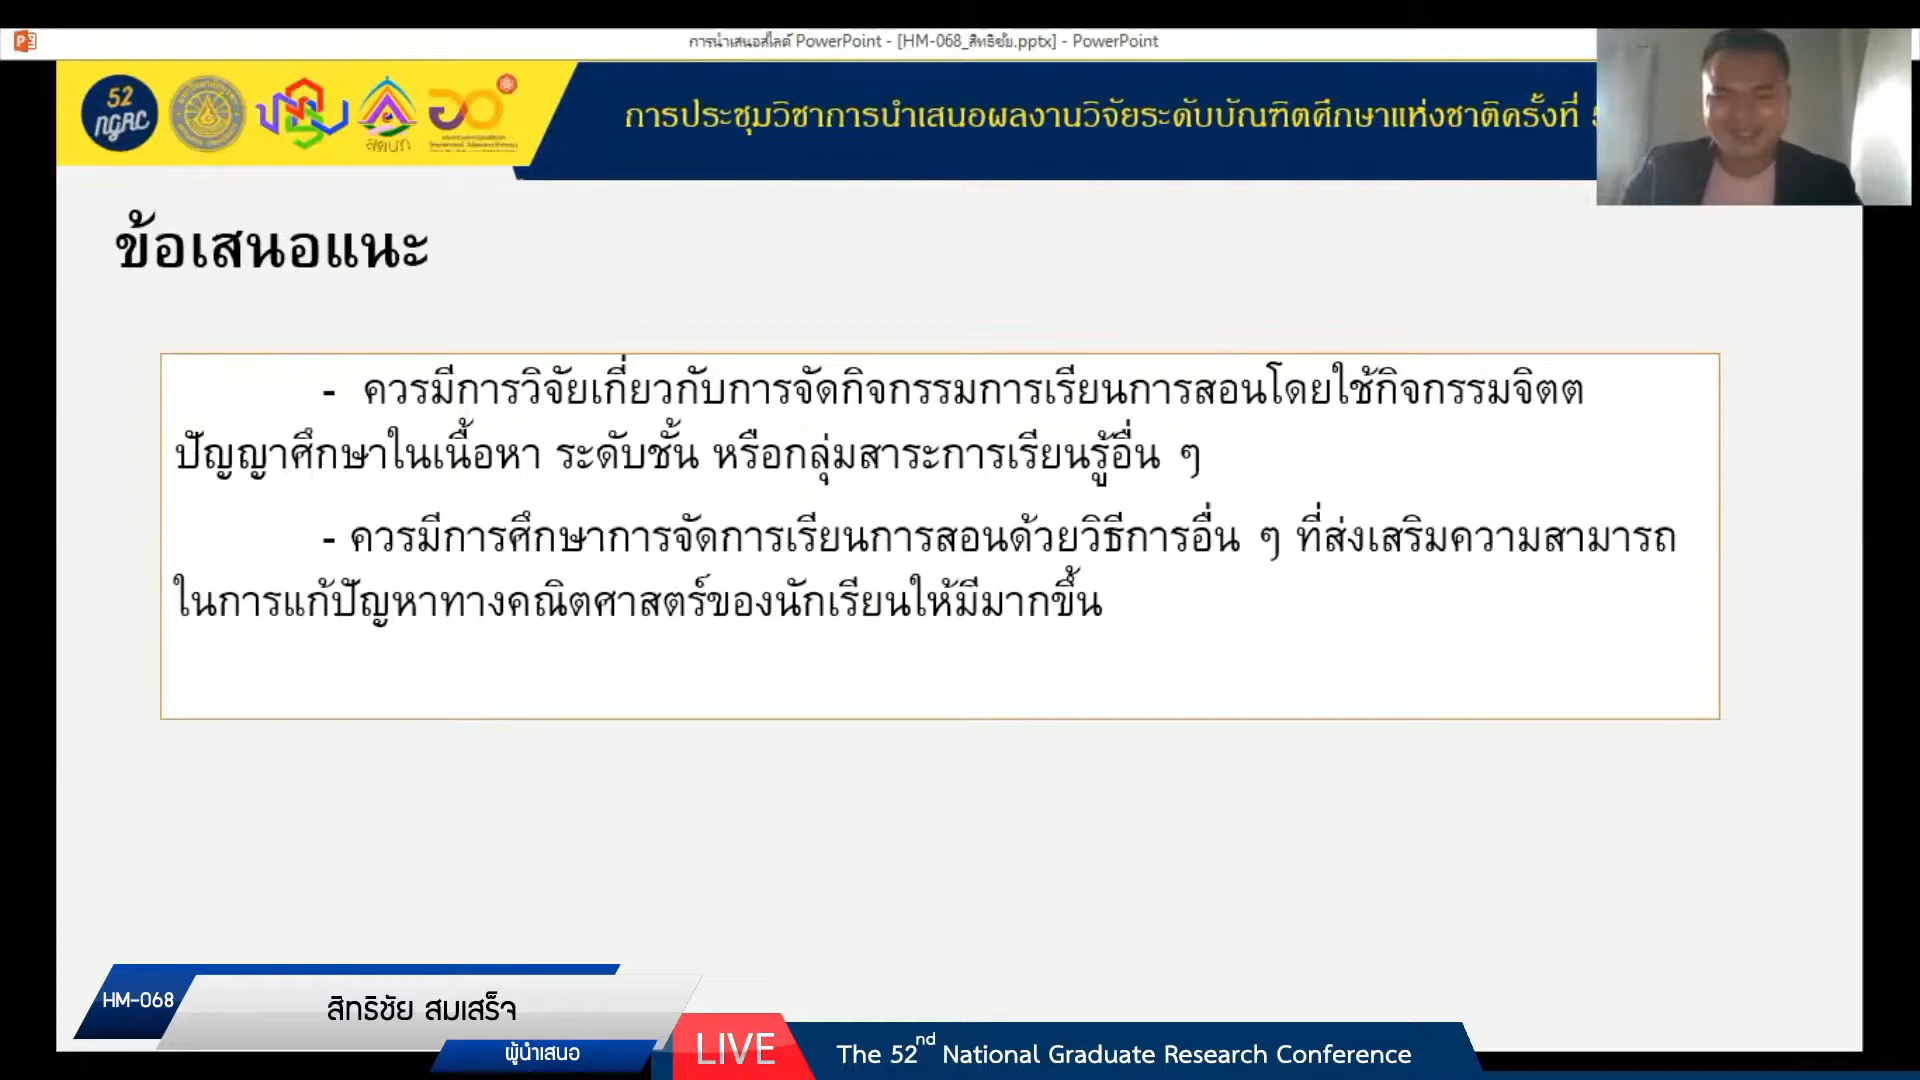 การนำเสนอสไลด์ PowerPoint - [HM-068_สิทธิชัย.pptx] - PowerPoint
52
NGRC
สคบท
การประชุมวิชาการนำเสนอผลงานวิจัยระดับบัณฑิตศึกษาแห่งชาติครั้งที่ 5
ข้อเสนอแนะ
- ควรมีการวิจัยเกี่ยวกับการจัดกิจกรรมการเรียนการสอนโดยใช้กิจกรรมจิตต
ปัญญาศึกษาในเนื้อหา ระดับชั้น หรือกลุ่มสาระการเรียนรู้อื่น ๆ
- ควรมีการศึกษาการจัดการเรียนการสอนด้วยวิธีการอื่น ๆ ที่ส่งเสริมความสามารถ
ในการแก้ปัญหาทางคณิตศาสตร์ของนักเรียนให้มีมากขึ้น
HM-068
สิทธิชัย สมเสร็จ
ผู้นำเสนอ
LIVE
The 52nd National Graduate Research Conference